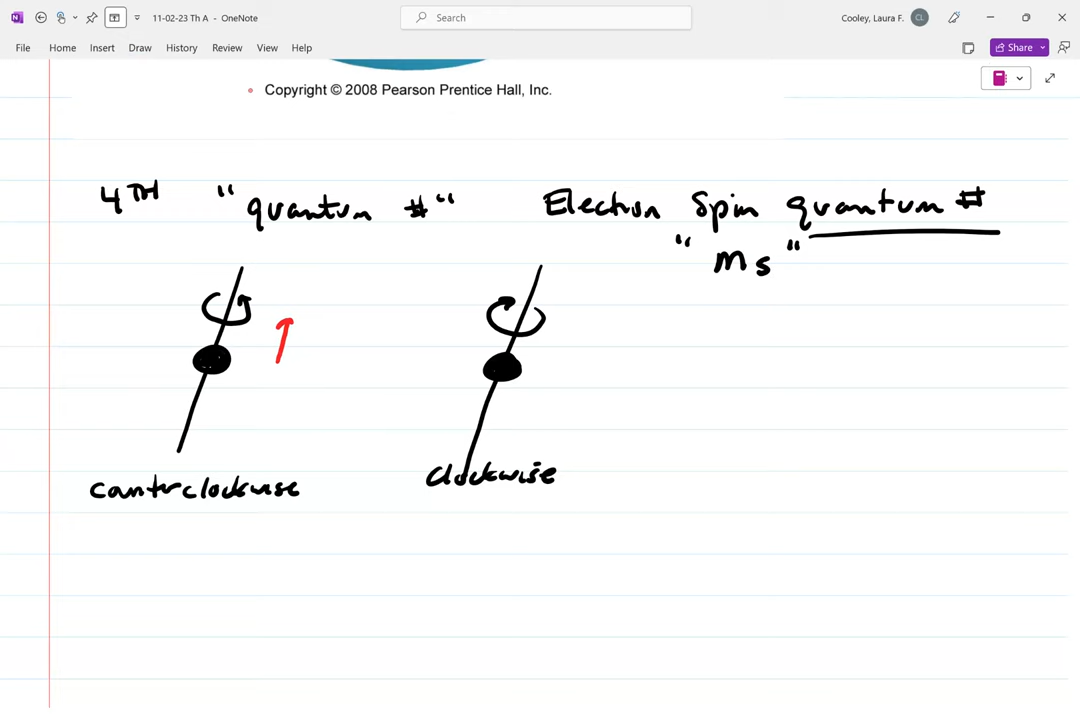 11-02-23 Th A - OneNote
Search
Cooley, Laura F.
CL
File Home Insert Draw History Review View Help
Share
• Copyright © 2008 Pearson Prentice Hall, Inc.
4TH "quantum #" Electron Spin quantum #
"ms"
counterclockwise
clockwise